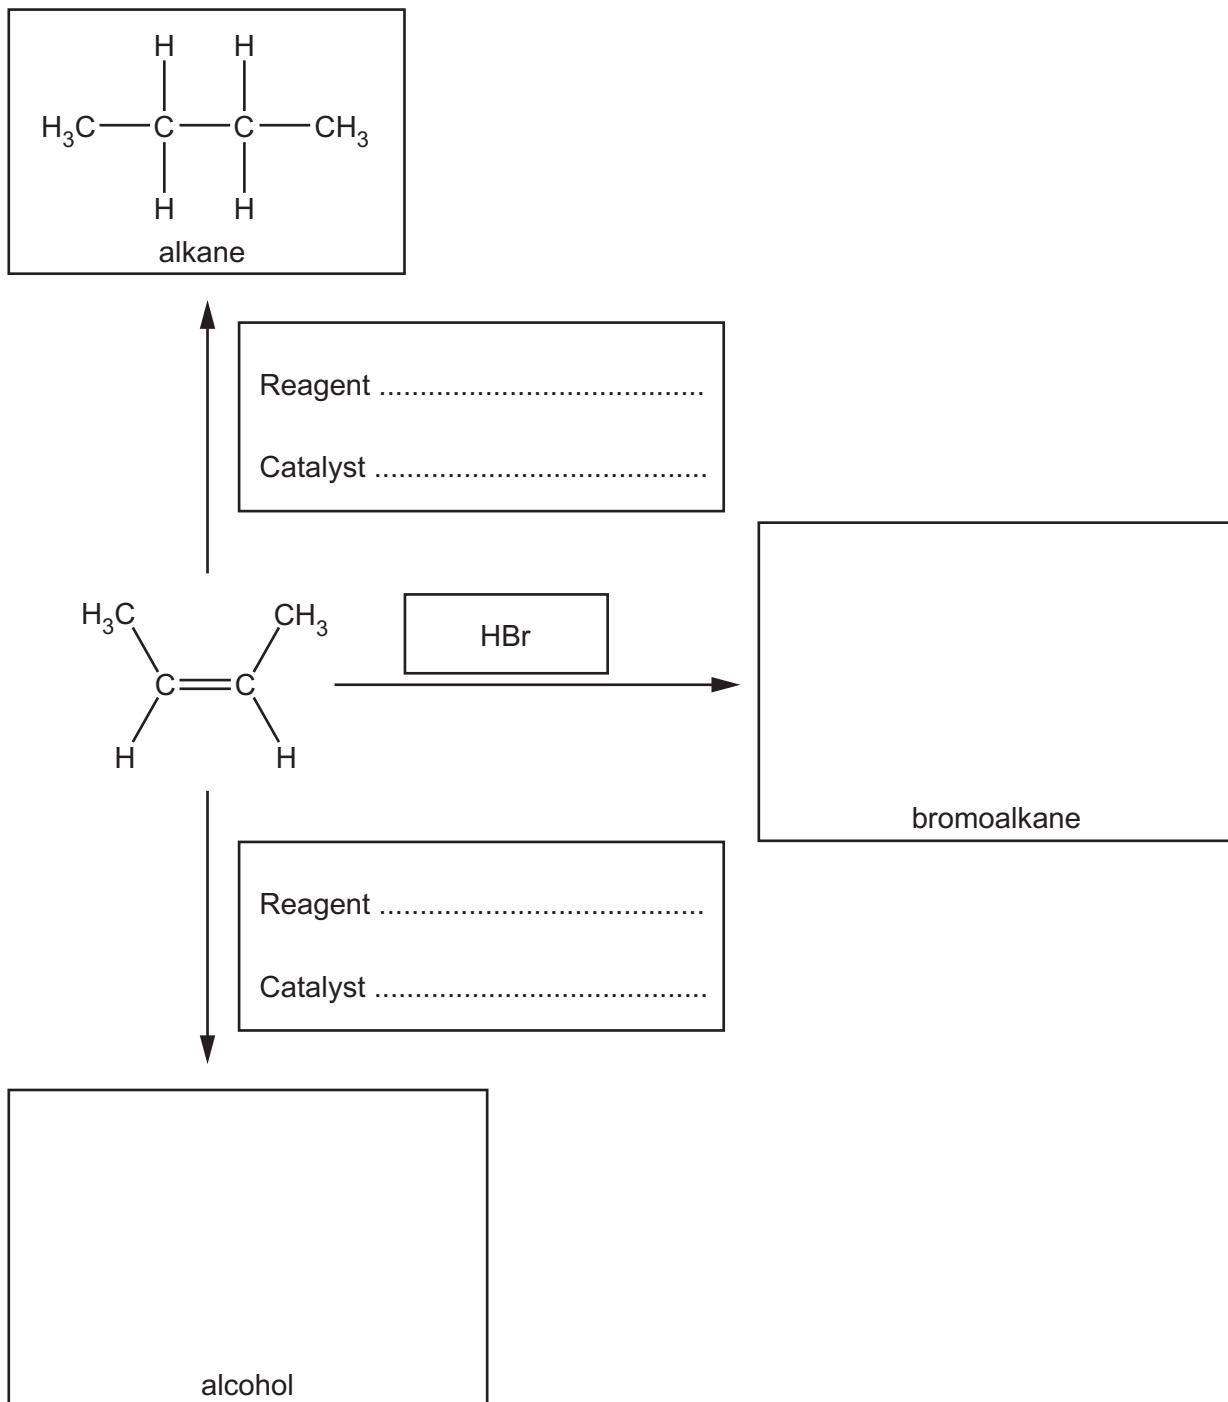 H H
H₃C C C CH₃
H H
alkane
Reagent ........................................
Catalyst .........................................
H₃C CH₃
HBr
C C
H H
bromoalkane
Reagent ........................................
Catalyst .........................................
alcohol